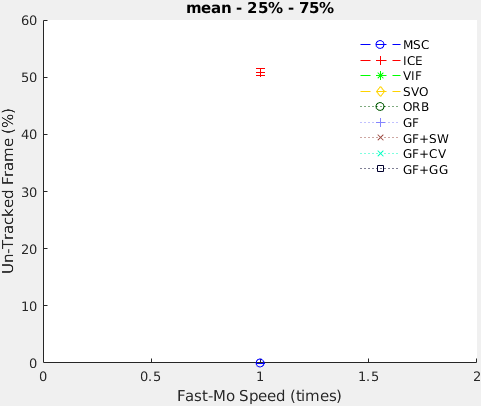 mean - 25% - 75%
60
50
40
30
20
10
0
Un-Tracked Frame (%)
MSC
ICE
VIF
SVO
ORB
GF
GF+SW
GF+CV
GF+GG
0 0.5 1 1.5 2
Fast-Mo Speed (times)